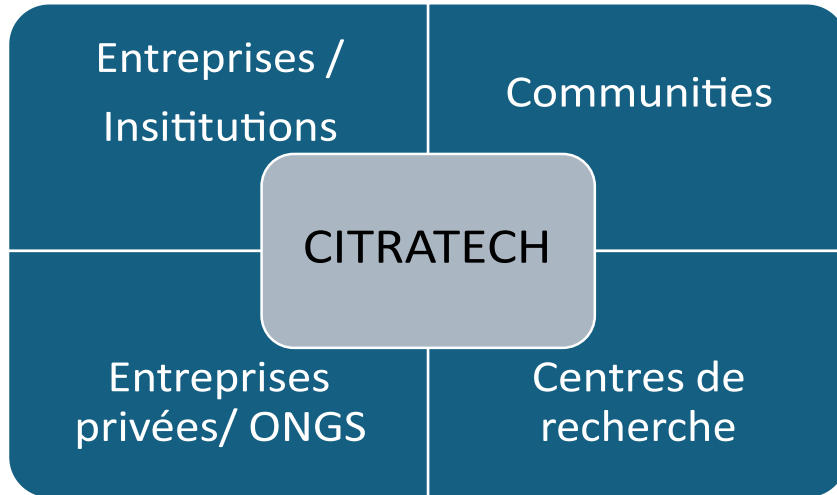 Entreprises /
Insititutions
Communities
CITRATECH
Entreprises
privées/ ONGS
Centres de
recherche